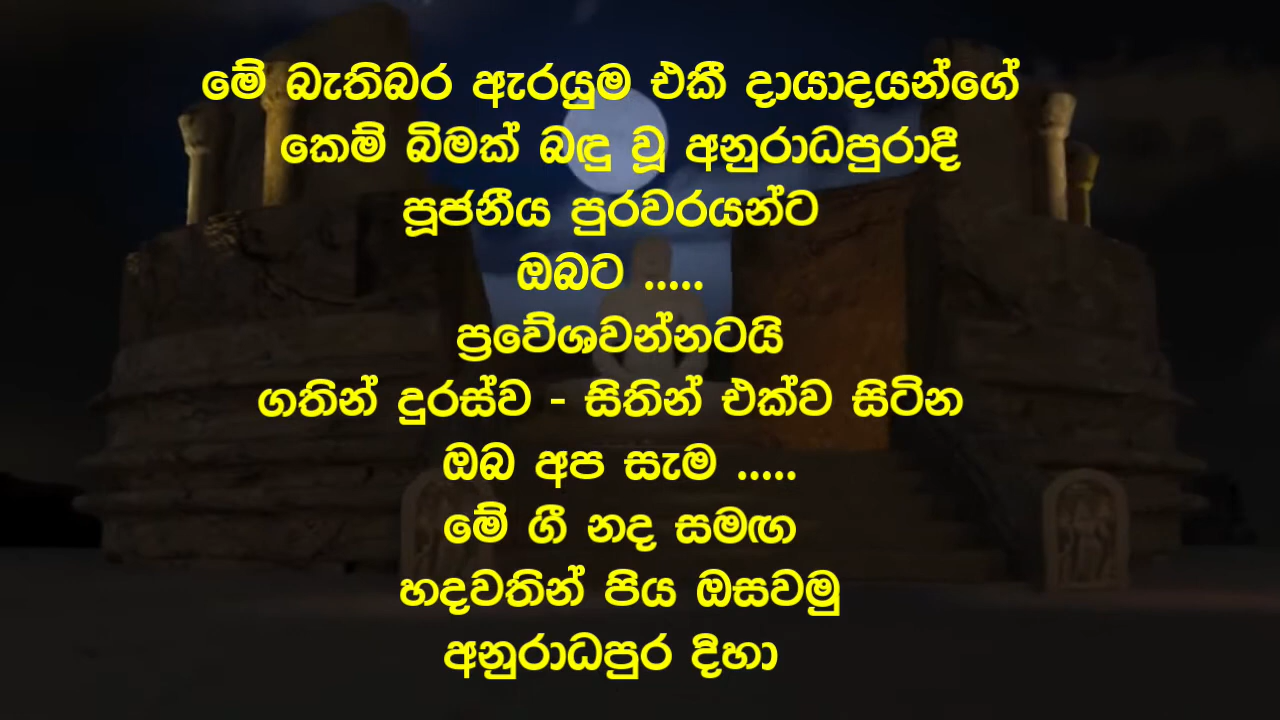 මේ බැතිබර ඇරයුම එකී දායාදයන්ගේ
කෙම් බිමක් බඳු වූ අනුරාධපුරාදී
පූජනීය පුරවරයන්ට
ඔබට .....
ප්‍රවේශවන්නටයි
ගතින් දුරස්ව - සිතින් එක්ව සිටින
ඔබ අප සැම .....
මේ ගී නද සමඟ
හදවතින් පිය ඔසවමු
අනුරාධපුර දිහා